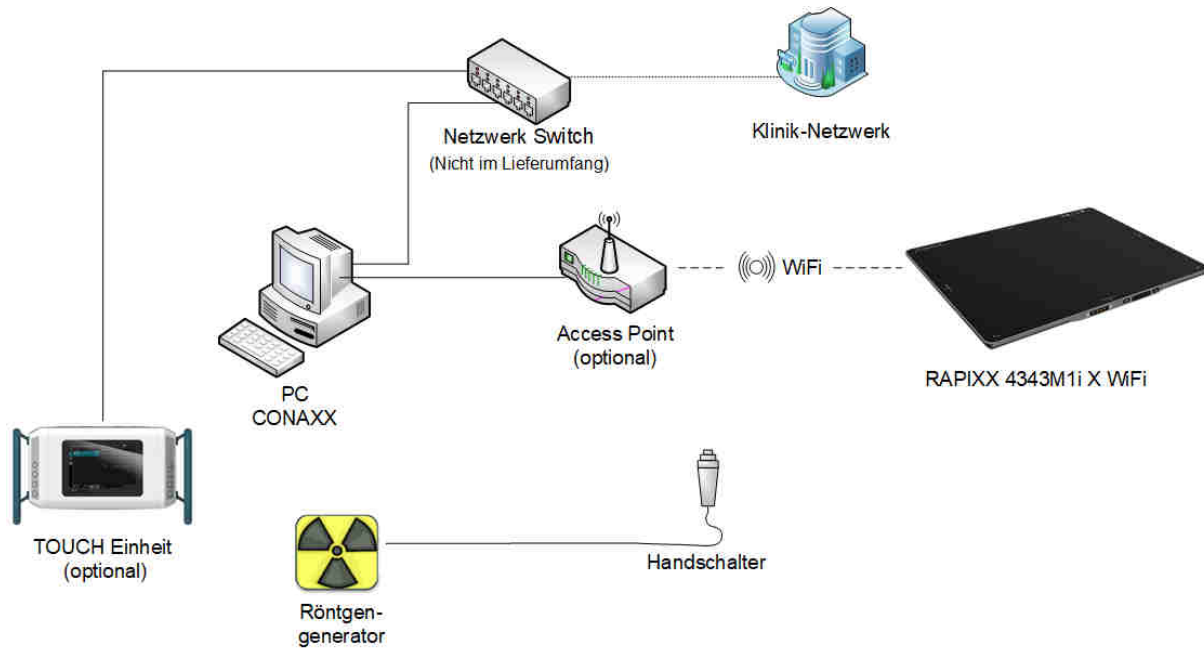 Netzwerk Switch
(Nicht im Lieferumfang)
Klinik-Netzwerk
WiFi
Access Point
(optional)
RAPIXX 4343M1i X WiFi
PC
CONAXX
TOUCH Einheit
(optional)
Handschalter
Röntgen-
generator